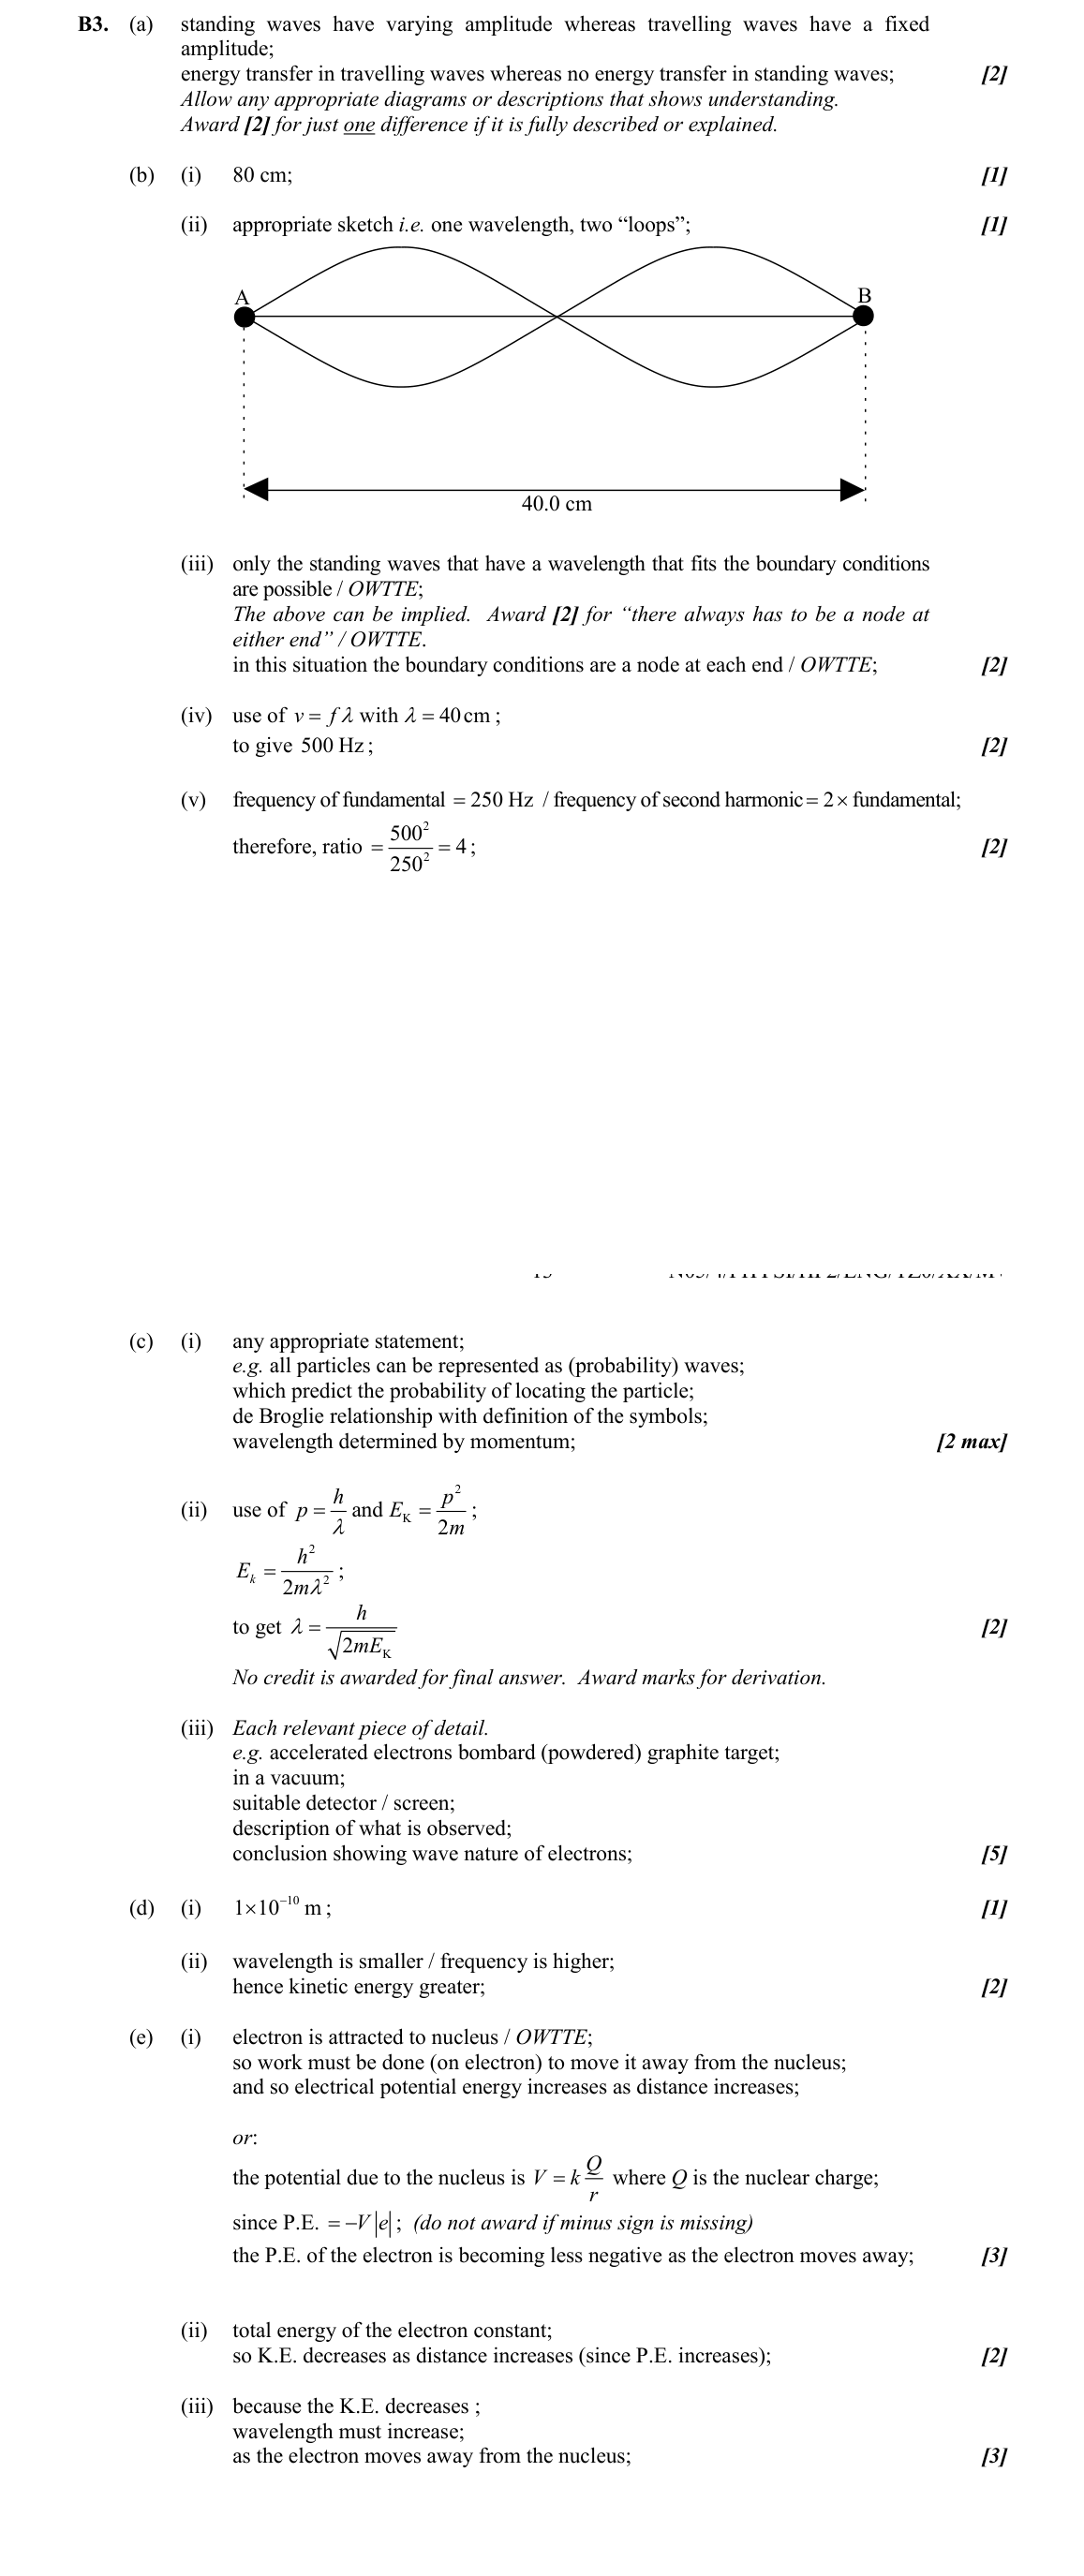 B3. (a) standing waves have varying amplitude whereas travelling waves have a fixed
amplitude;
energy transfer in travelling waves whereas no energy transfer in standing waves; [2]
Allow any appropriate diagrams or descriptions that shows understanding.
Award [2] for just one difference if it is fully described or explained.
(b) (i) 80 cm; [1]
(ii) appropriate sketch i.e. one wavelength, two “loops”; [1]
A B
40.0 cm
(iii) only the standing waves that have a wavelength that fits the boundary conditions
are possible / OWTTE;
The above can be implied. Award [2] for “there always has to be a node at
either end” / OWTTE.
in this situation the boundary conditions are a node at each end / OWTTE; [2]
(iv) use of v = fλ with λ = 40 cm ;
to give 500 Hz ; [2]
(v) frequency of fundamental = 250 Hz / frequency of second harmonic = 2 × fundamental;
therefore, ratio = 500²/250² = 4 ; [2]
(c) (i) any appropriate statement;
e.g. all particles can be represented as (probability) waves;
which predict the probability of locating the particle;
de Broglie relationship with definition of the symbols;
wavelength determined by momentum; [2 max]
(ii) use of p = h/λ and E_K = p²/2m ;
E_k = h²/2mλ² ;
to get λ = h/√(2mE_K) [2]
No credit is awarded for final answer. Award marks for derivation.
(iii) Each relevant piece of detail.
e.g. accelerated electrons bombard (powdered) graphite target;
in a vacuum;
suitable detector / screen;
description of what is observed;
conclusion showing wave nature of electrons; [5]
(d) (i) 1×10⁻¹⁰ m ; [1]
(ii) wavelength is smaller / frequency is higher;
hence kinetic energy greater; [2]
(e) (i) electron is attracted to nucleus / OWTTE;
so work must be done (on electron) to move it away from the nucleus;
and so electrical potential energy increases as distance increases;
or:
the potential due to the nucleus is V = k Q/r where Q is the nuclear charge;
since P.E. = −V|e| ; (do not award if minus sign is missing)
the P.E. of the electron is becoming less negative as the electron moves away; [3]
(ii) total energy of the electron constant;
so K.E. decreases as distance increases (since P.E. increases); [2]
(iii) because the K.E. decreases ;
wavelength must increase;
as the electron moves away from the nucleus; [3]